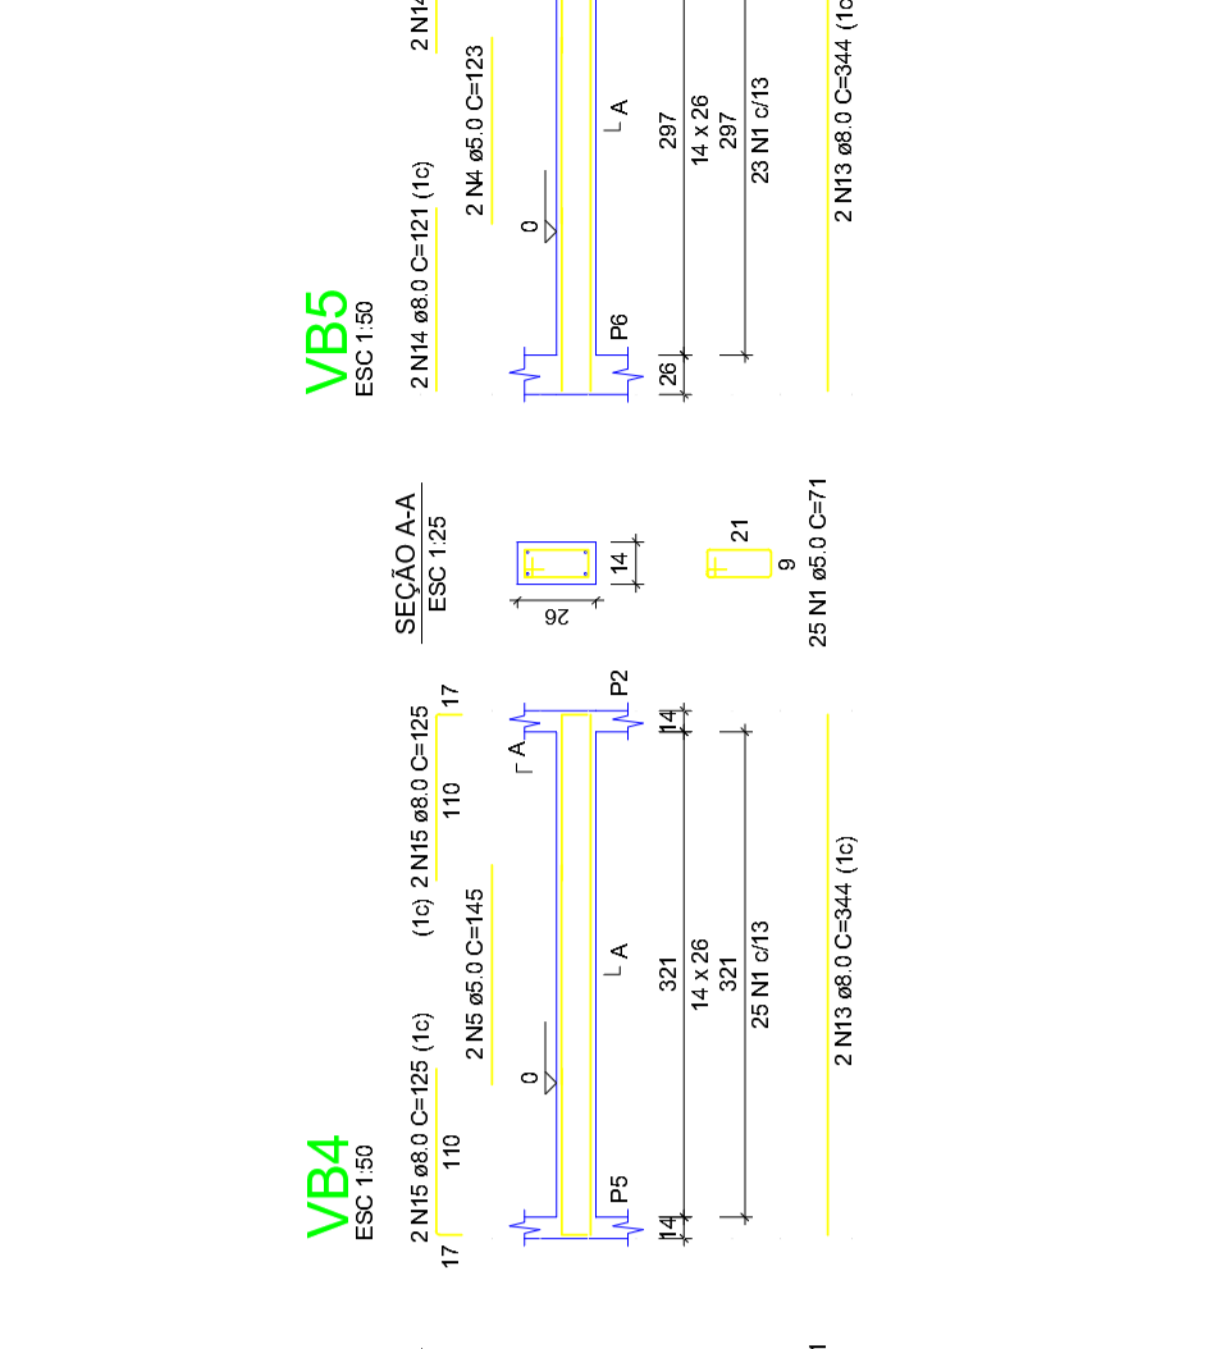 VB4
ESC 1:50
2 N15 ø8.0 C=125 (1c)
(1c) 2 N15 ø8.0 C=125
17
110
110
17
2 N5 ø5.0 C=145
A
0
P5
A
P2
14
321
14
14 x 26
321
25 N1 c/13
2 N13 ø8.0 C=344 (1c)
SEÇÃO A-A
ESC 1:25
26
14
21
9
25 N1 ø5.0 C=71
VB5
ESC 1:50
2 N14 ø8.0 C=121 (1c)
2 N14
2 N4 ø5.0 C=123
0
P6
A
26
297
14 x 26
297
23 N1 c/13
2 N13 ø8.0 C=344 (1c